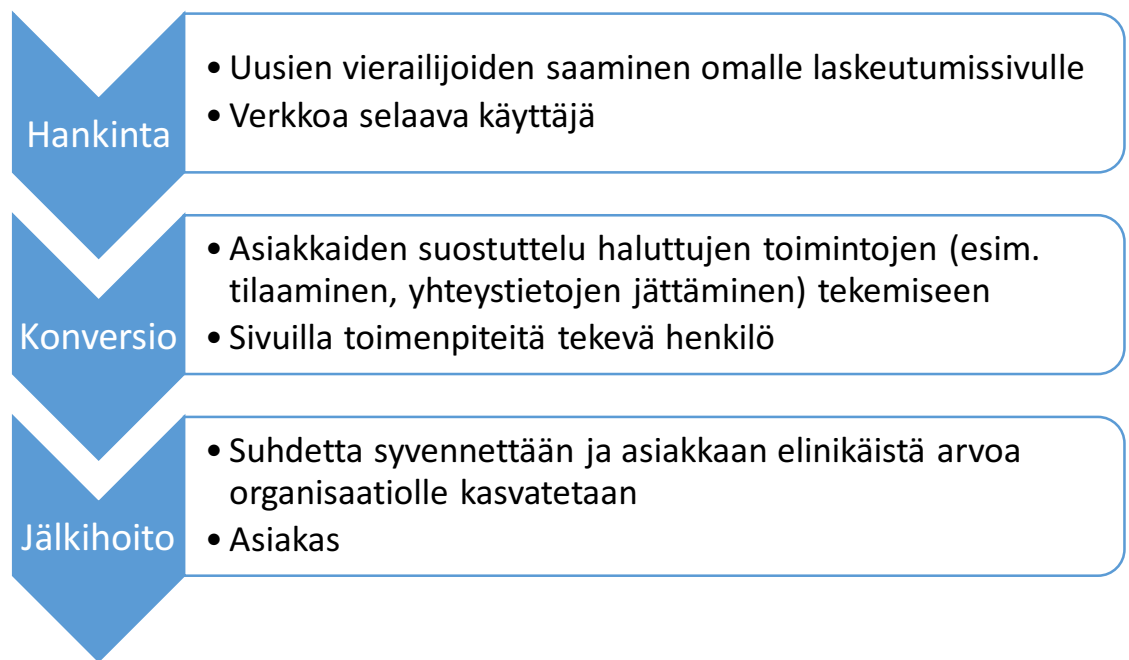 Hankinta
• Uusien vierailijoiden saaminen omalle laskeutumissivulle
• Verkkoa selaava käyttäjä
Konversio
• Asiakkaiden suostuttelu haluttujen toimintojen (esim.
tilaaminen, yhteystietojen jättäminen) tekemiseen
• Sivuilla toimenpiteitä tekevä henkilö
Jälkihoito
• Suhdetta syvennettään ja asiakkaan elinikäistä arvoa
organisaatiolle kasvatetaan
• Asiakas